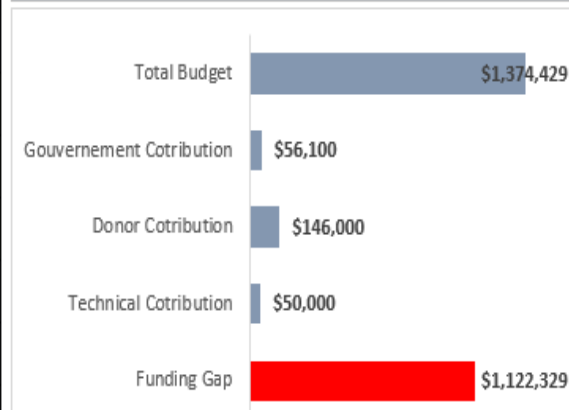 Total Budget $1,374,429
Gouvernement Cotribution $56,100
Donor Cotribution $146,000
Technical Cotribution $50,000
Funding Gap $1,122,329